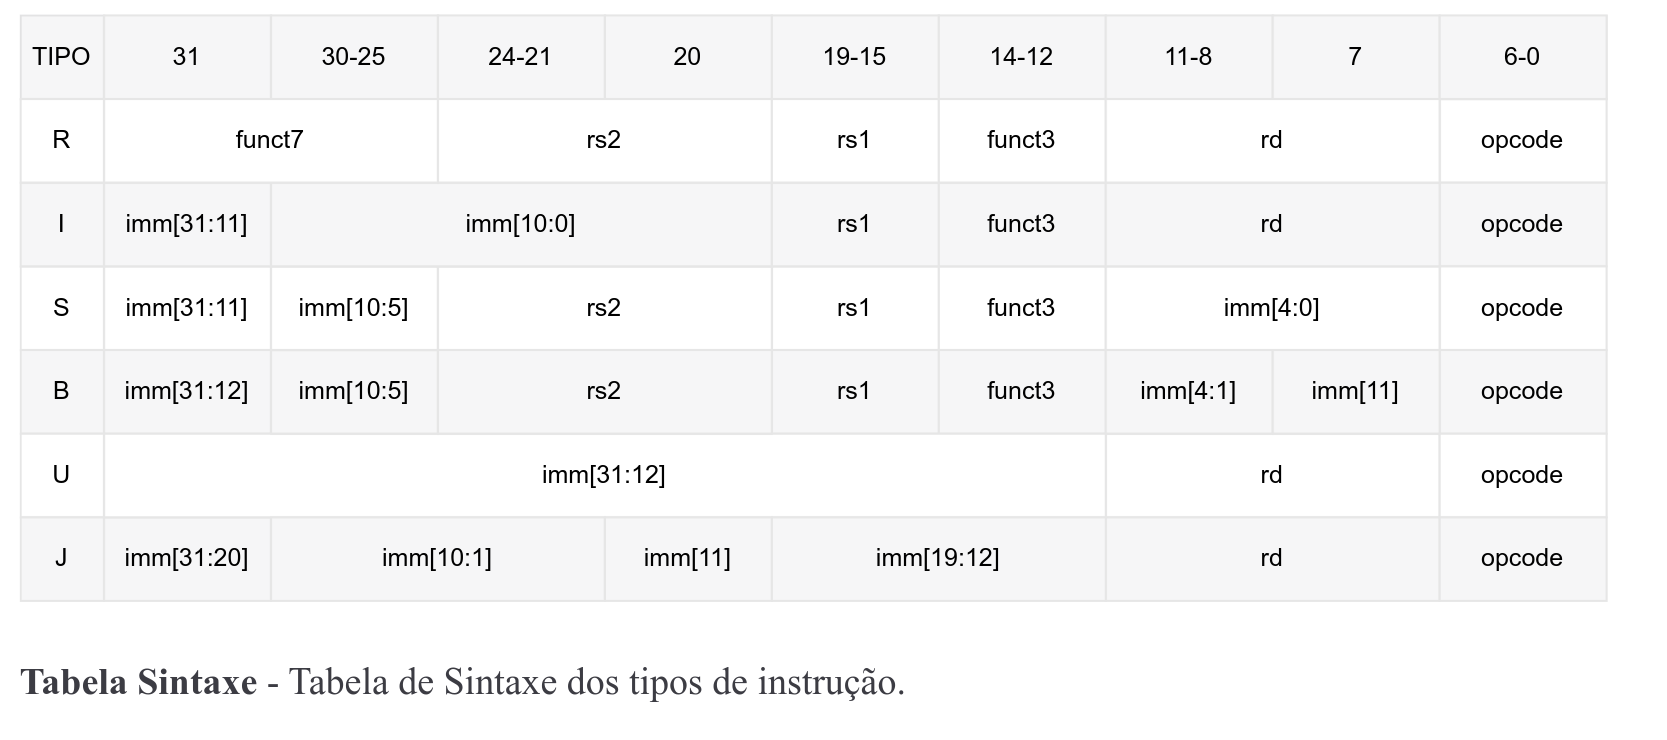 TIPO 31 30-25 24-21 20 19-15 14-12 11-8 7 6-0
R funct7 rs2 rs1 funct3 rd opcode
I imm[31:11] imm[10:0] rs1 funct3 rd opcode
S imm[31:11] imm[10:5] rs2 rs1 funct3 imm[4:0] opcode
B imm[31:12] imm[10:5] rs2 rs1 funct3 imm[4:1] imm[11] opcode
U imm[31:12] rd opcode
J imm[31:20] imm[10:1] imm[11] imm[19:12] rd opcode
Tabela Sintaxe - Tabela de Sintaxe dos tipos de instrução.